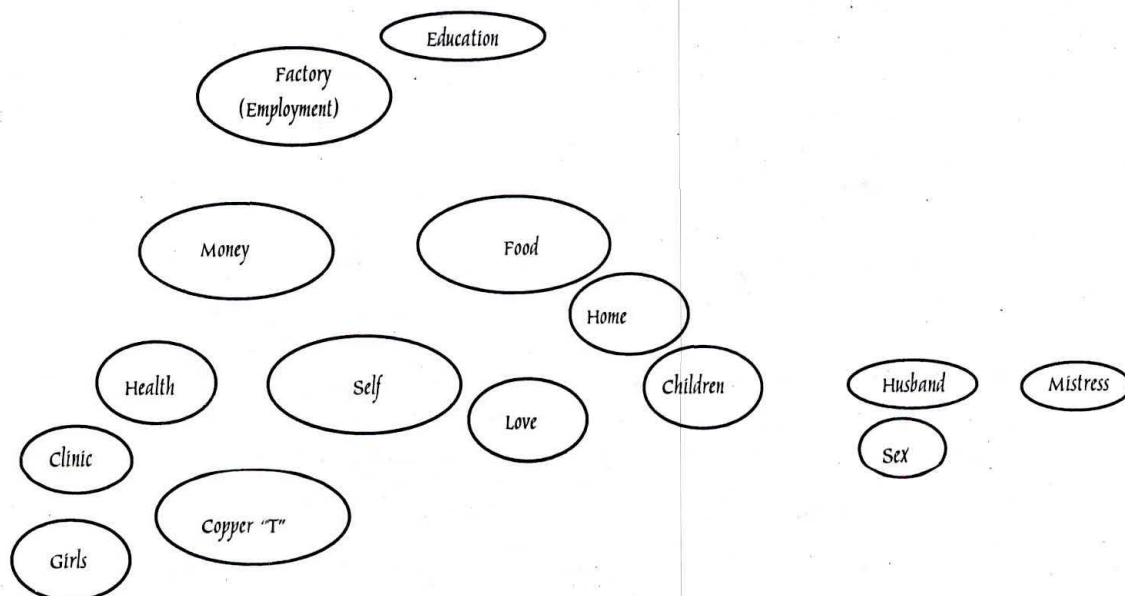 Education
Factory
(Employment)
Money
Food
Home
Health
Self
Love
Children
Husband
Mistress
Clinic
Sex
Copper “T”
Girls